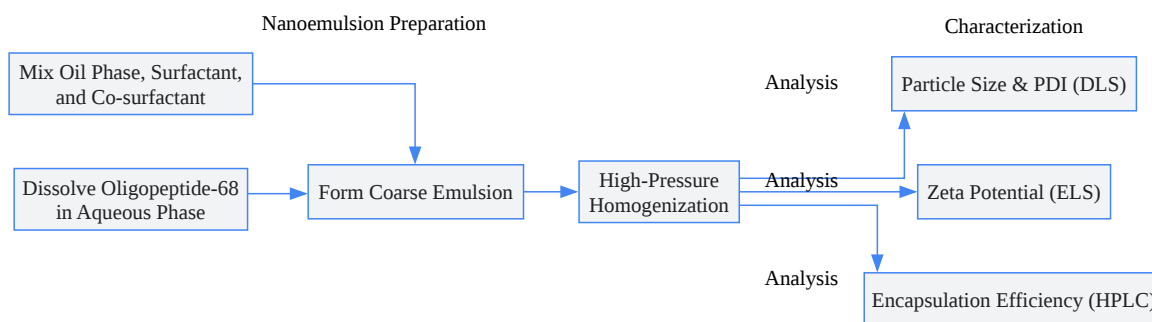 Nanoemulsion Preparation
Characterization
Mix Oil Phase, Surfactant,
and Co-surfactant
Analysis
Particle Size & PDI (DLS)
Dissolve Oligopeptide-68
in Aqueous Phase
Form Coarse Emulsion
High-Pressure
Homogenization
Analysis
Zeta Potential (ELS)
Analysis
Encapsulation Efficiency (HPLC)